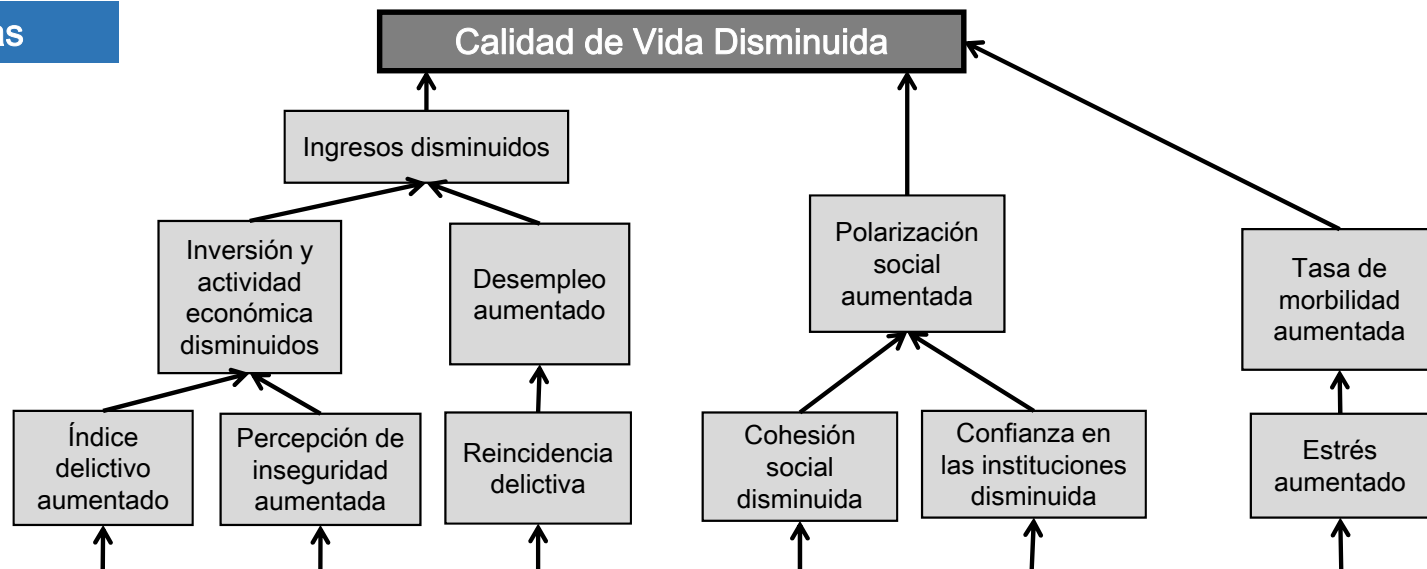 Calidad de Vida Disminuida
Ingresos disminuidos
Inversión y
actividad
económica
disminuidos
Desempleo
aumentado
Polarización
social
aumentada
Tasa de
morbilidad
aumentada
Índice
delictivo
aumentado
Percepción de
inseguridad
aumentada
Reincidencia
delictiva
Cohesión
social
disminuida
Confianza en
las instituciones
disminuida
Estrés
aumentado